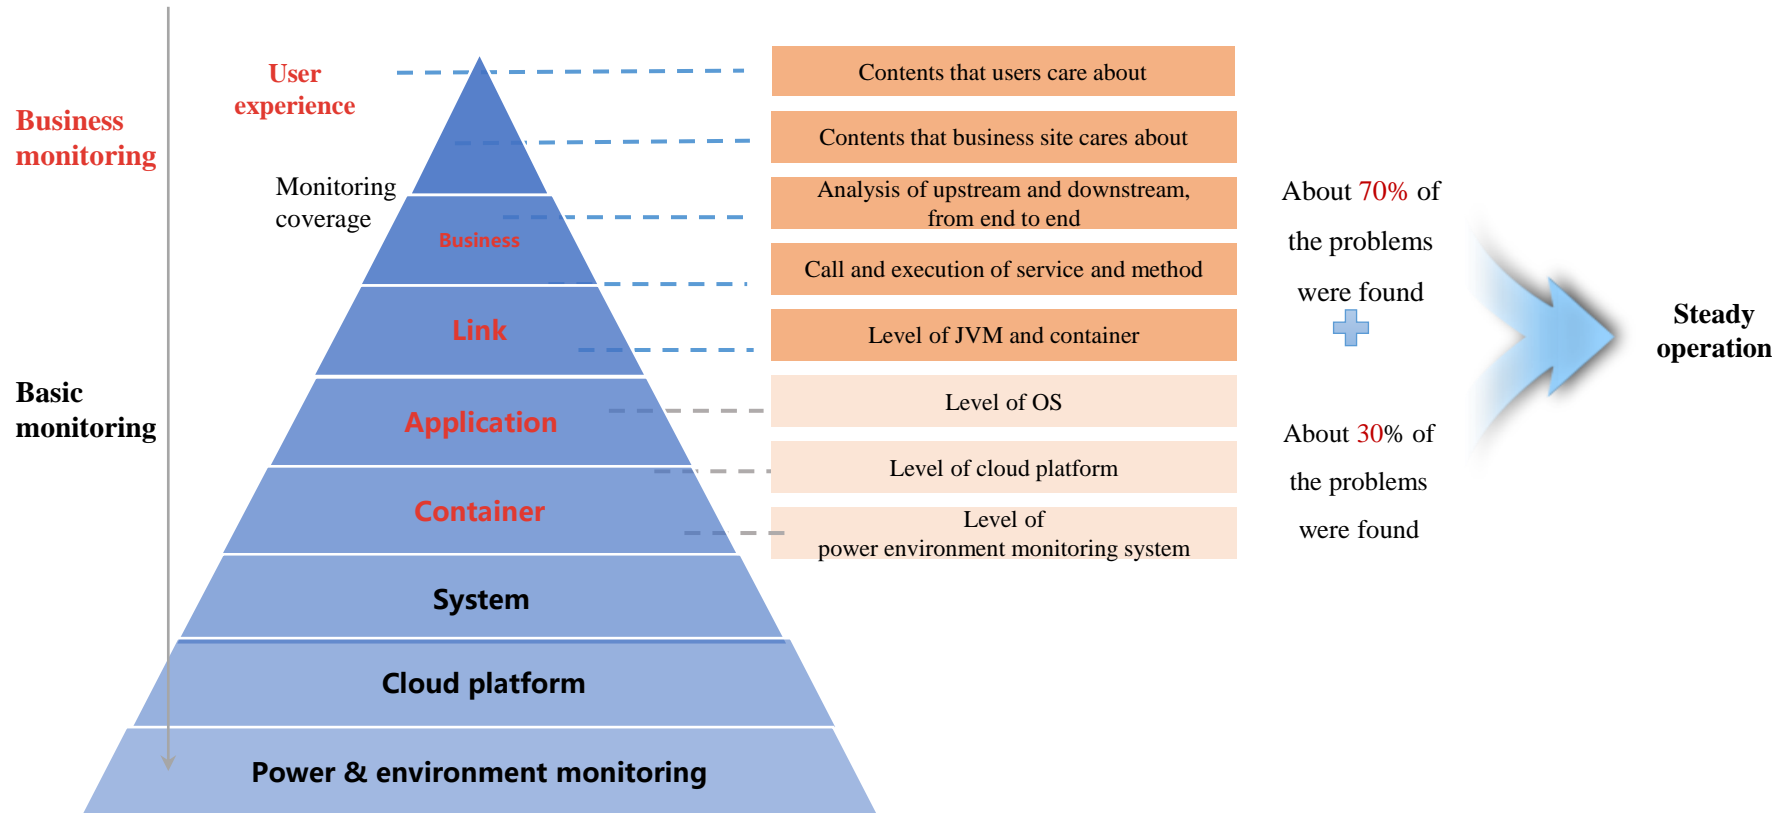 Business
monitoring
Basic
monitoring
User
experience
Monitoring
coverage
Business
Link
Application
Container
System
Cloud platform
Power & environment monitoring
Contents that users care about
Contents that business site cares about
Analysis of upstream and downstream,
from end to end
Call and execution of service and method
Level of JVM and container
Level of OS
Level of cloud platform
Level of
power environment monitoring system
About 70% of
the problems
were found
About 30% of
the problems
were found
Steady
operation